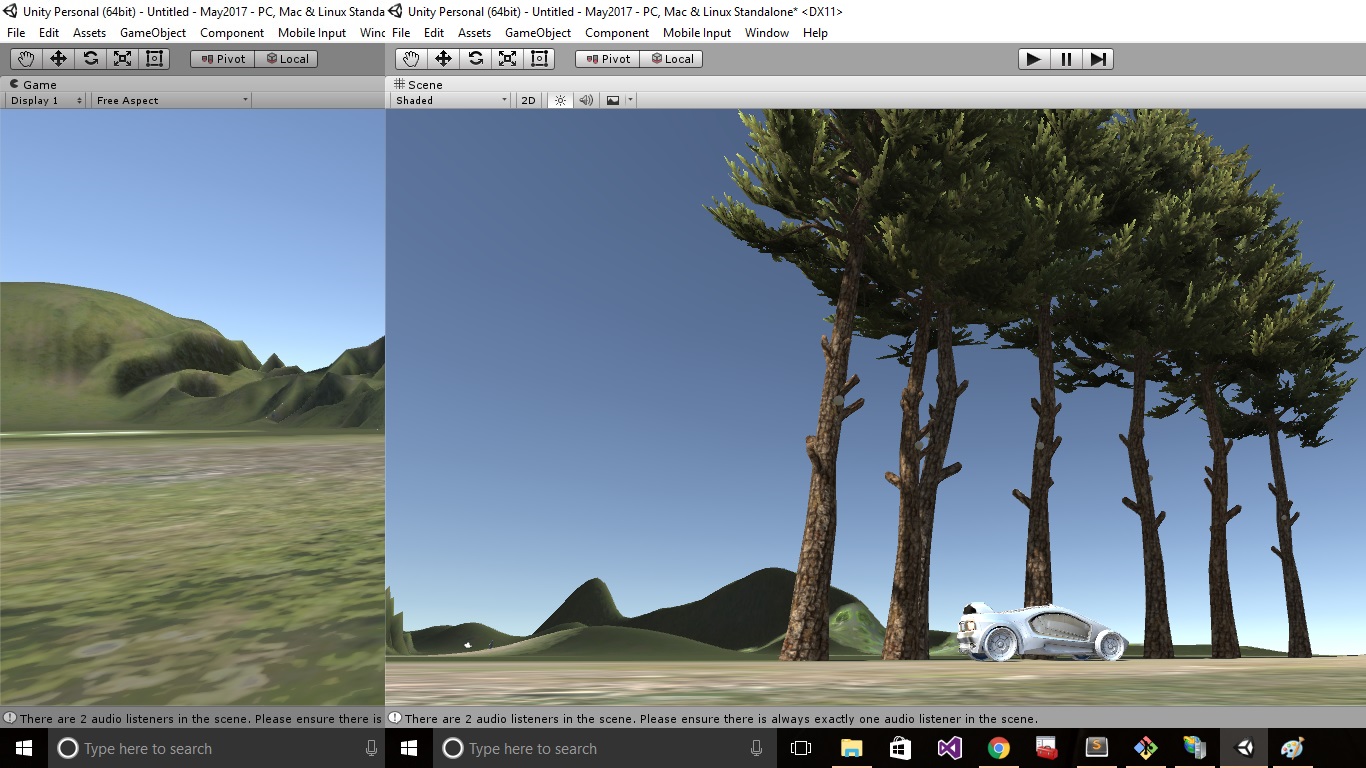 Unity Personal (64bit) - Untitled - May2017 - PC, Mac & Linux Standa
File Edit Assets GameObject Component Mobile Input Winc
Pivot Local
Game
Display 1 Free Aspect
There are 2 audio listeners in the scene. Please ensure there is
Type here to search
Unity Personal (64bit) - Untitled - May2017 - PC, Mac & Linux Standalone* <DX11>
File Edit Assets GameObject Component Mobile Input Window Help
Pivot Local
Scene
Shaded 2D
There are 2 audio listeners in the scene. Please ensure there is always exactly one audio listener in the scene.
Type here to search